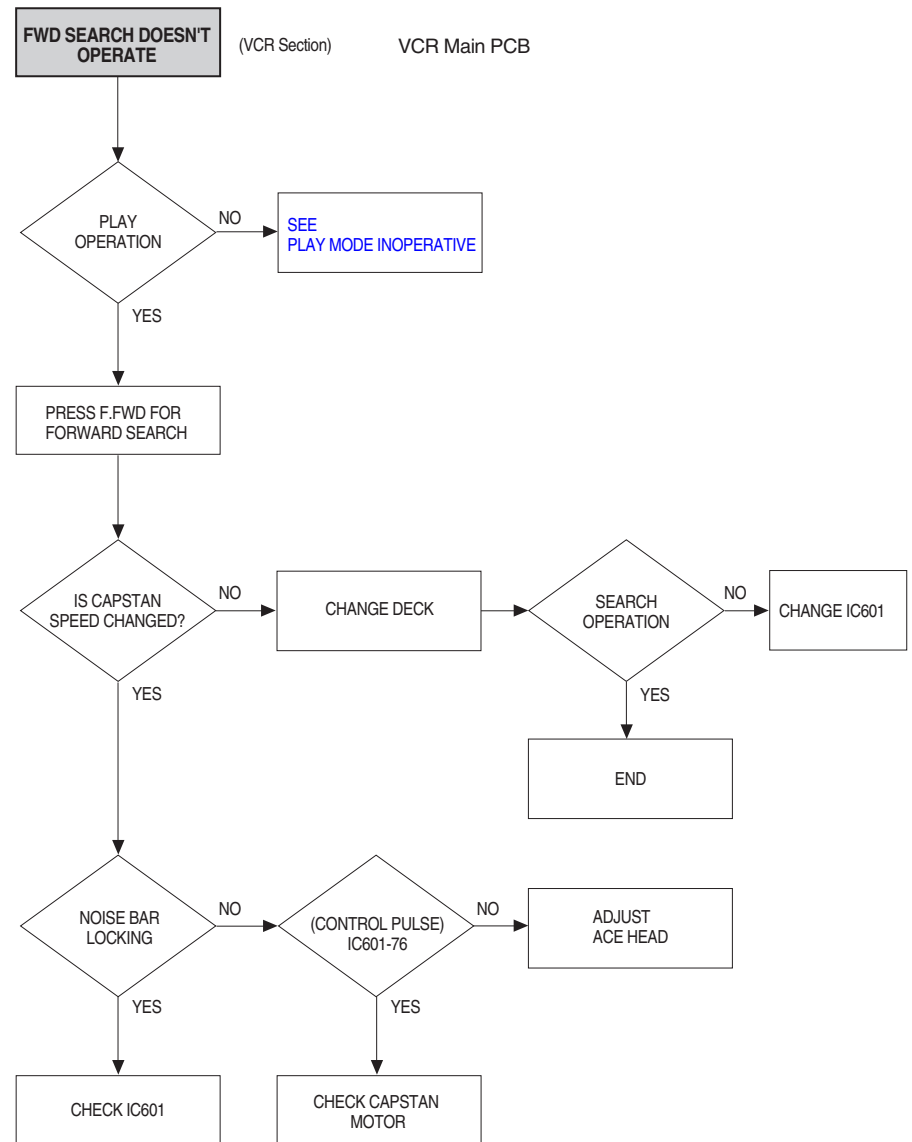 FWD SEARCH DOESN'T
OPERATE
(VCR Section)
VCR Main PCB
PLAY
OPERATION
NO
SEE
PLAY MODE INOPERATIVE
YES
PRESS F.FWD FOR
FORWARD SEARCH
IS CAPSTAN
SPEED CHANGED?
NO
CHANGE DECK
SEARCH
OPERATION
NO
CHANGE IC601
YES
YES
END
NOISE BAR
LOCKING
NO
(CONTROL PULSE)
IC601-76
NO
ADJUST
ACE HEAD
YES
YES
CHECK IC601
CHECK CAPSTAN
MOTOR